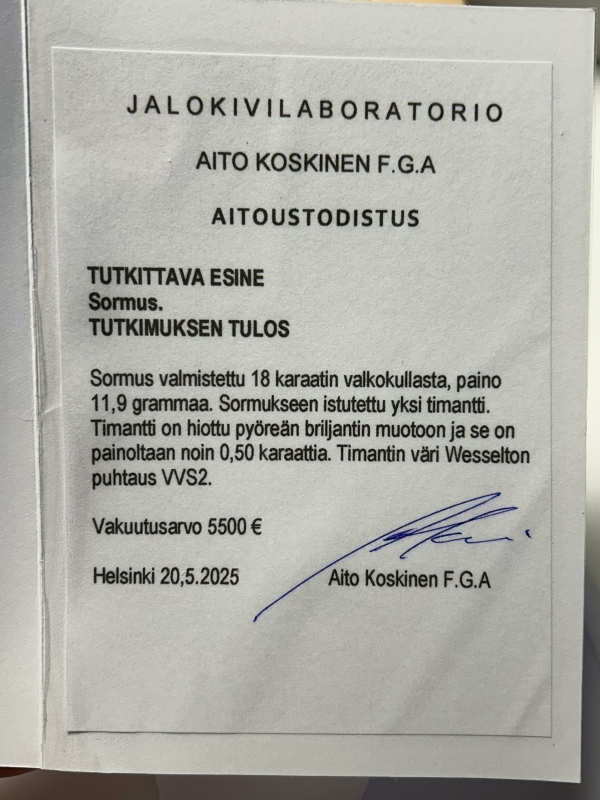 JALOKIVILABORATORIO
AITO KOSKINEN F.G.A
AITOUSTODISTUS
TUTKITTAVA ESINE
Sormus.
TUTKIMUKSEN TULOS
Sormus valmistettu 18 karaatin valkokullasta, paino
11,9 grammaa. Sormukseen istutettu yksi timantti.
Timantti on hiottu pyöreän briljantin muotoon ja se on
painoltaan noin 0,50 karaattia. Timantin väri Wesselton
puhtaus VVS2.
Vakuutusarvo 5500 €
Helsinki 20,5.2025 Aito Koskinen F.G.A